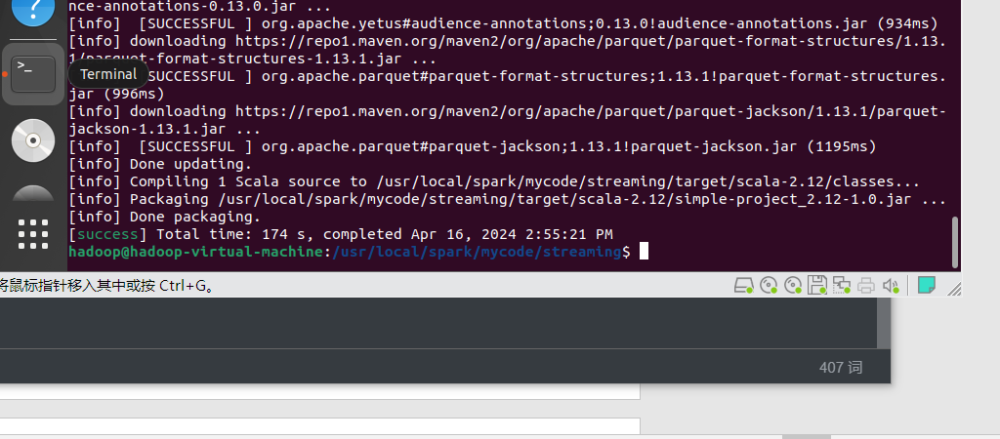 nce-annotations-0.13.0.jar ...
[info]  [SUCCESSFUL ] org.apache.yetus#audience-annotations;0.13.0!audience-annotations.jar (934ms)
[info] downloading https://repo1.maven.org/maven2/org/apache/parquet/parquet-format-structures/1.13.
1/parquet-format-structures-1.13.1.jar ...
Terminal
[SUCCESSFUL ] org.apache.parquet#parquet-format-structures;1.13.1!parquet-format-structures.
jar (996ms)
[info] downloading https://repo1.maven.org/maven2/org/apache/parquet/parquet-jackson/1.13.1/parquet-
jackson-1.13.1.jar ...
[info]  [SUCCESSFUL ] org.apache.parquet#parquet-jackson;1.13.1!parquet-jackson.jar (1195ms)
[info] Done updating.
[info] Compiling 1 Scala source to /usr/local/spark/mycode/streaming/target/scala-2.12/classes...
[info] Packaging /usr/local/spark/mycode/streaming/target/scala-2.12/simple-project_2.12-1.0.jar ...
[info] Done packaging.
[success] Total time: 174 s, completed Apr 16, 2024 2:55:21 PM
hadoop@hadoop-virtual-machine:/usr/local/spark/mycode/streaming$
将鼠标指针移入其中或按 Ctrl+G。
407 词